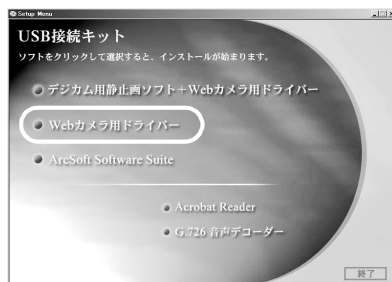 Setup Menu
USB接続キット
ソフトをクリックして選択すると、インストールが始まります。
デジカム用静止画ソフト+Webカメラ用ドライバー
Webカメラ用ドライバー
ArcSoft Software Suite
Acrobat Reader
G.726 音声デコーダー
終了